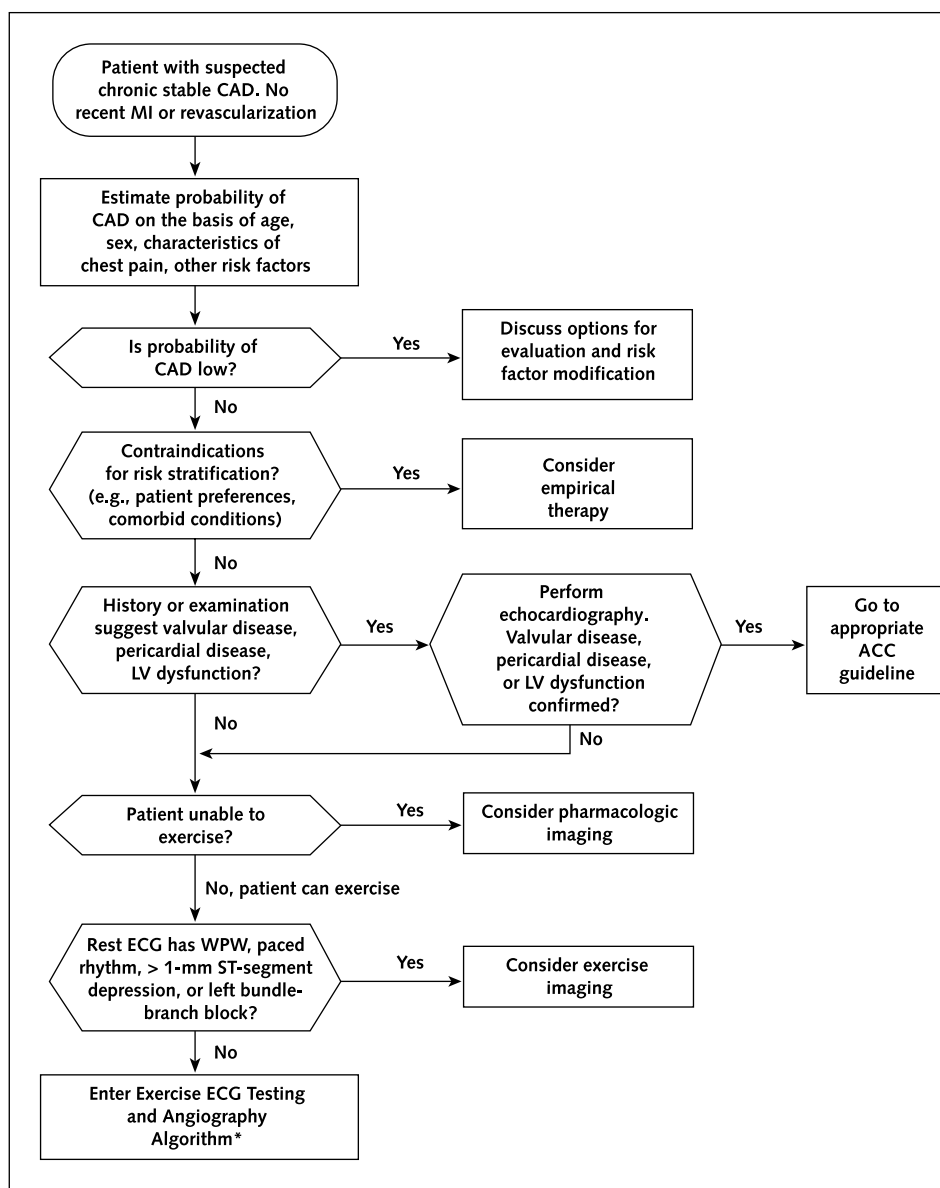 Patient with suspected
chronic stable CAD. No
recent MI or revascularization
Estimate probability of
CAD on the basis of age,
sex, characteristics of
chest pain, other risk factors
Is probability of
CAD low?
Yes
Discuss options for
evaluation and risk
factor modification
No
Contraindications
for risk stratification?
(e.g., patient preferences,
comorbid conditions)
Yes
Consider
empirical
therapy
No
History or examination
suggest valvular disease,
pericardial disease,
LV dysfunction?
Yes
Perform
echocardiography.
Valvular disease,
pericardial disease,
or LV dysfunction
confirmed?
Yes
Go to
appropriate
ACC
guideline
No
No
Patient unable to
exercise?
Yes
Consider pharmacologic
imaging
No, patient can exercise
Rest ECG has WPW, paced
rhythm, > 1-mm ST-segment
depression, or left bundle-
branch block?
Yes
Consider exercise
imaging
No
Enter Exercise ECG Testing
and Angiography
Algorithm*